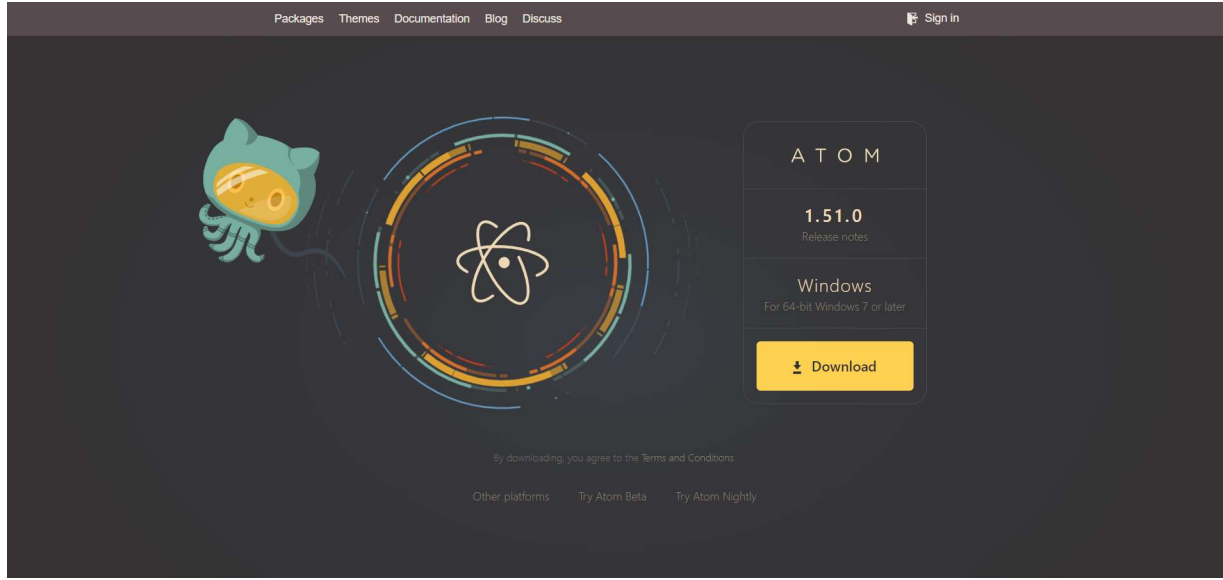 Packages Themes Documentation Blog Discuss Sign in
ATOM
1.51.0
Release notes
Windows
For 64-bit Windows 7 or later
Download
By downloading, you agree to the Terms and Conditions.
Other platforms Try Atom Beta Try Atom Nightly